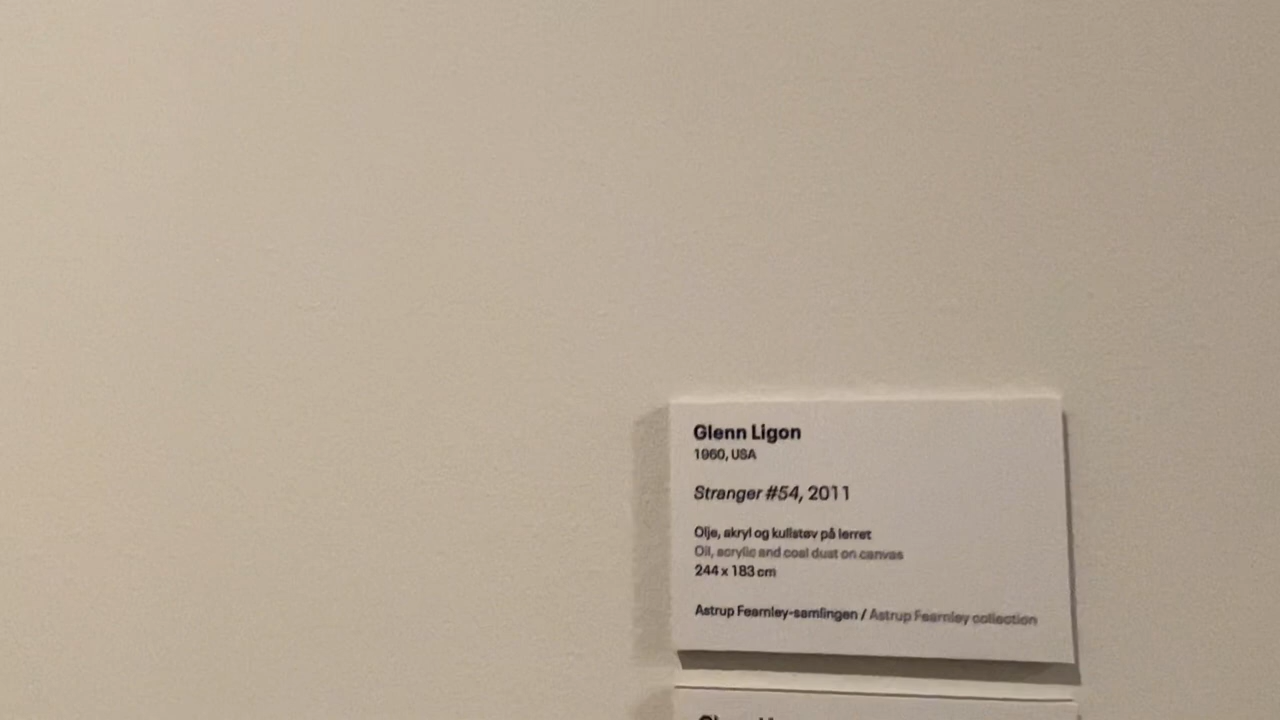 Glenn Ligon
1960, USA
Stranger #54, 2011
Olje, akryl og kullstøv på lerret
Oil, acrylic and coal dust on canvas
244 x 183 cm
Astrup Fearnley-samlingen / Astrup Fearnley collection